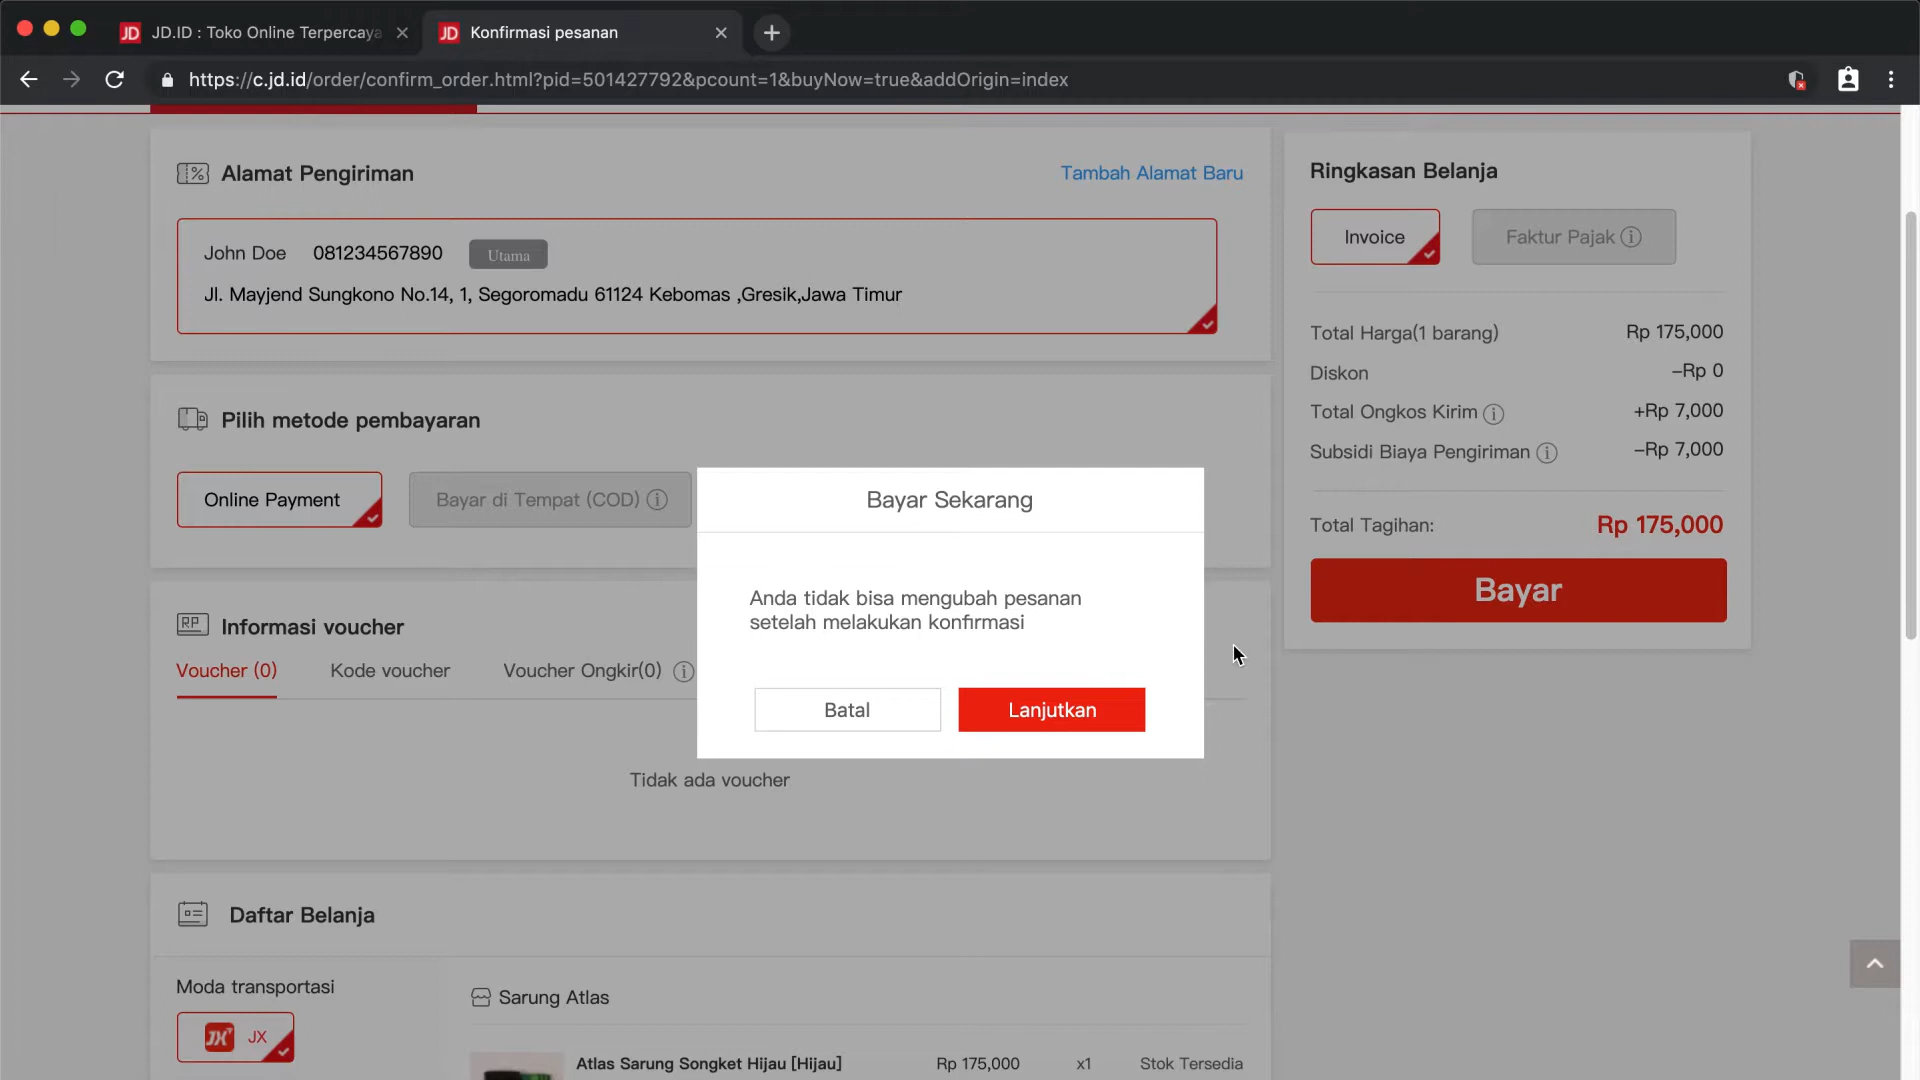 JD JD.ID : Toko Online Terpercaya
JD Konfirmasi pesanan
https://c.jd.id/order/confirm_order.html?pid=501427792&pcount=1&buyNow=true&addOrigin=index
Alamat Pengiriman
Tambah Alamat Baru
John Doe 081234567890 Utama
Jl. Mayjend Sungkono No.14, 1, Segoromadu 61124 Kebomas ,Gresik,Jawa Timur
Pilih metode pembayaran
Online Payment
Bayar di Tempat (COD)
RP Informasi voucher
Voucher (0) Kode voucher Voucher Ongkir(0)
Tidak ada voucher
Bayar Sekarang
Anda tidak bisa mengubah pesanan
setelah melakukan konfirmasi
Batal Lanjutkan
Ringkasan Belanja
Invoice Faktur Pajak
Total Harga(1 barang) Rp 175,000
Diskon –Rp 0
Total Ongkos Kirim +Rp 7,000
Subsidi Biaya Pengiriman –Rp 7,000
Total Tagihan: Rp 175,000
Bayar
Daftar Belanja
Moda transportasi
JX JX
Sarung Atlas
Atlas Sarung Songket Hijau [Hijau] Rp 175,000 x1 Stok Tersedia